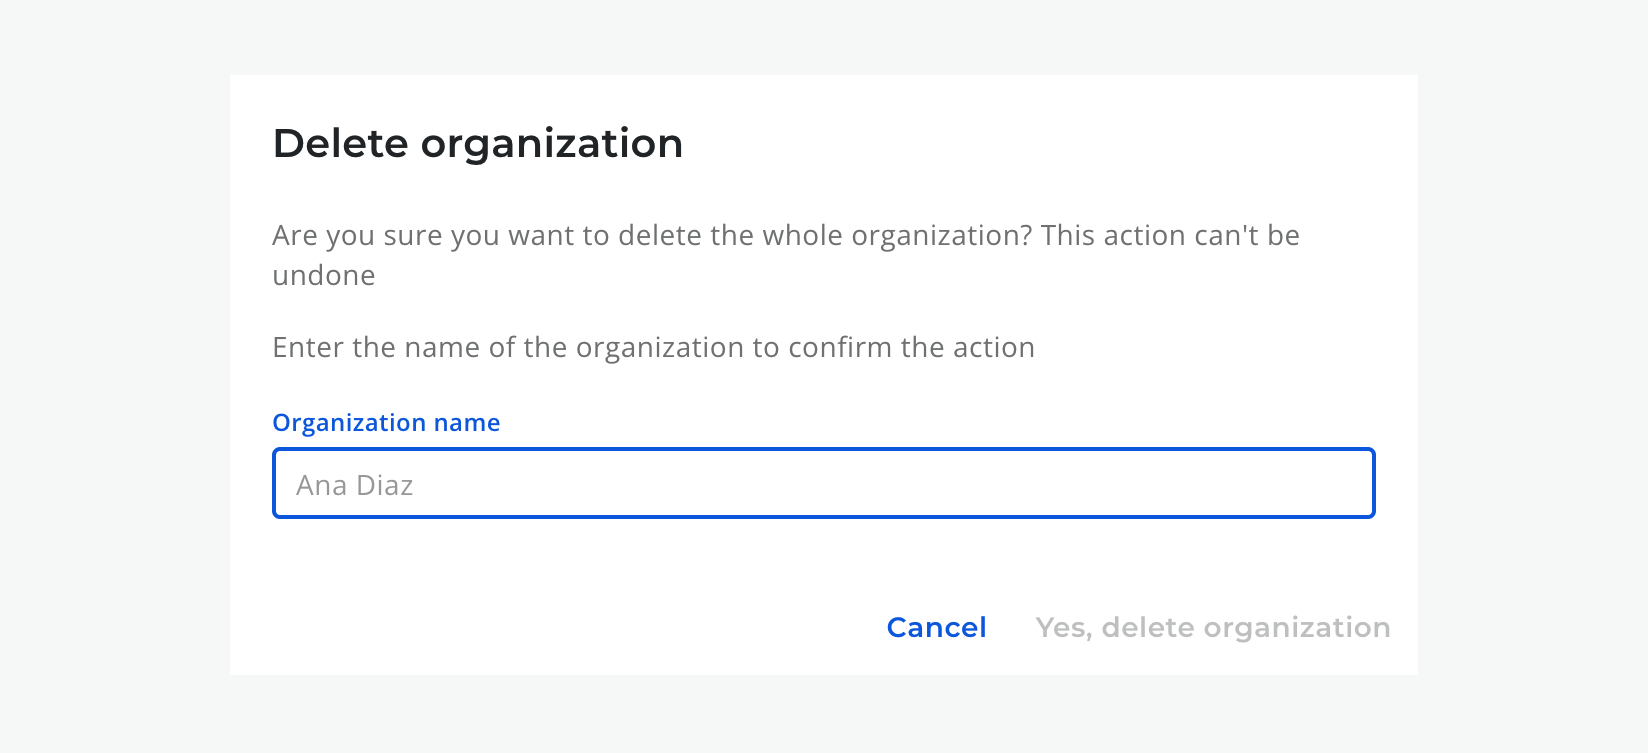 Delete organization
Are you sure you want to delete the whole organization? This action can't be
undone
Enter the name of the organization to confirm the action
Organization name
Ana Diaz
Cancel
Yes, delete organization